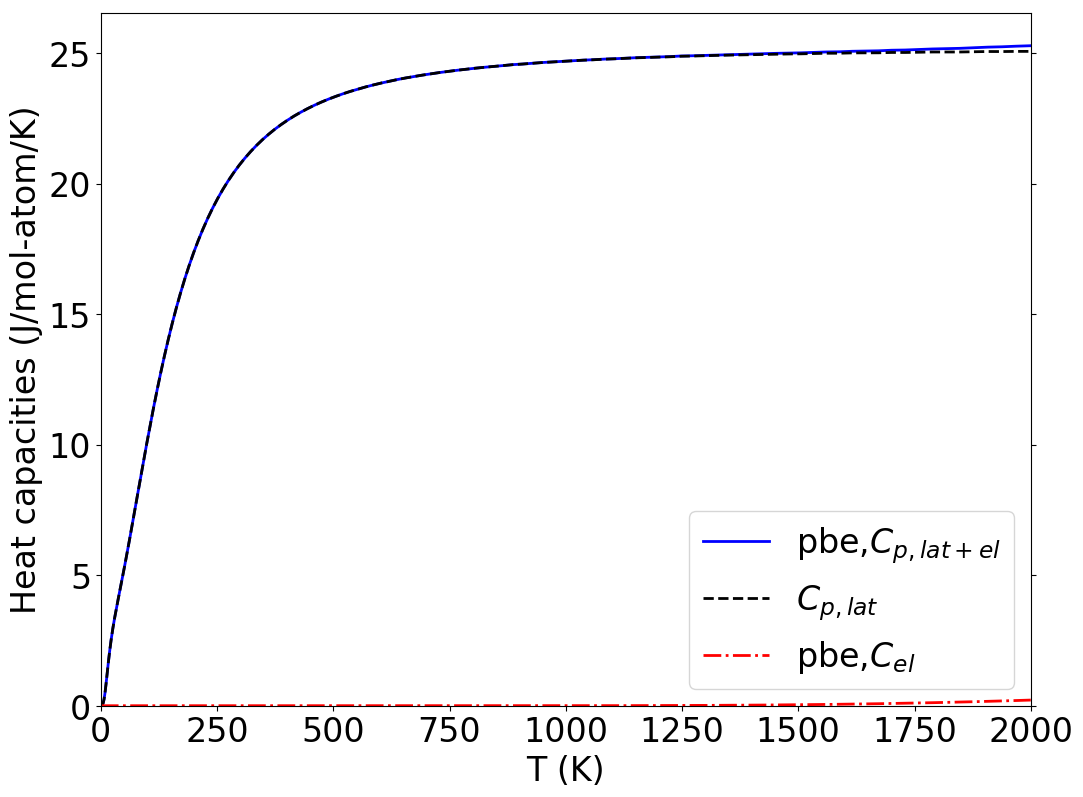 Heat capacities (J/mol-atom/K)
25
20
15
10
5
0
pbe,C_{p,lat+el}
C_{p,lat}
pbe,C_{el}
0 250 500 750 1000 1250 1500 1750 2000
T (K)